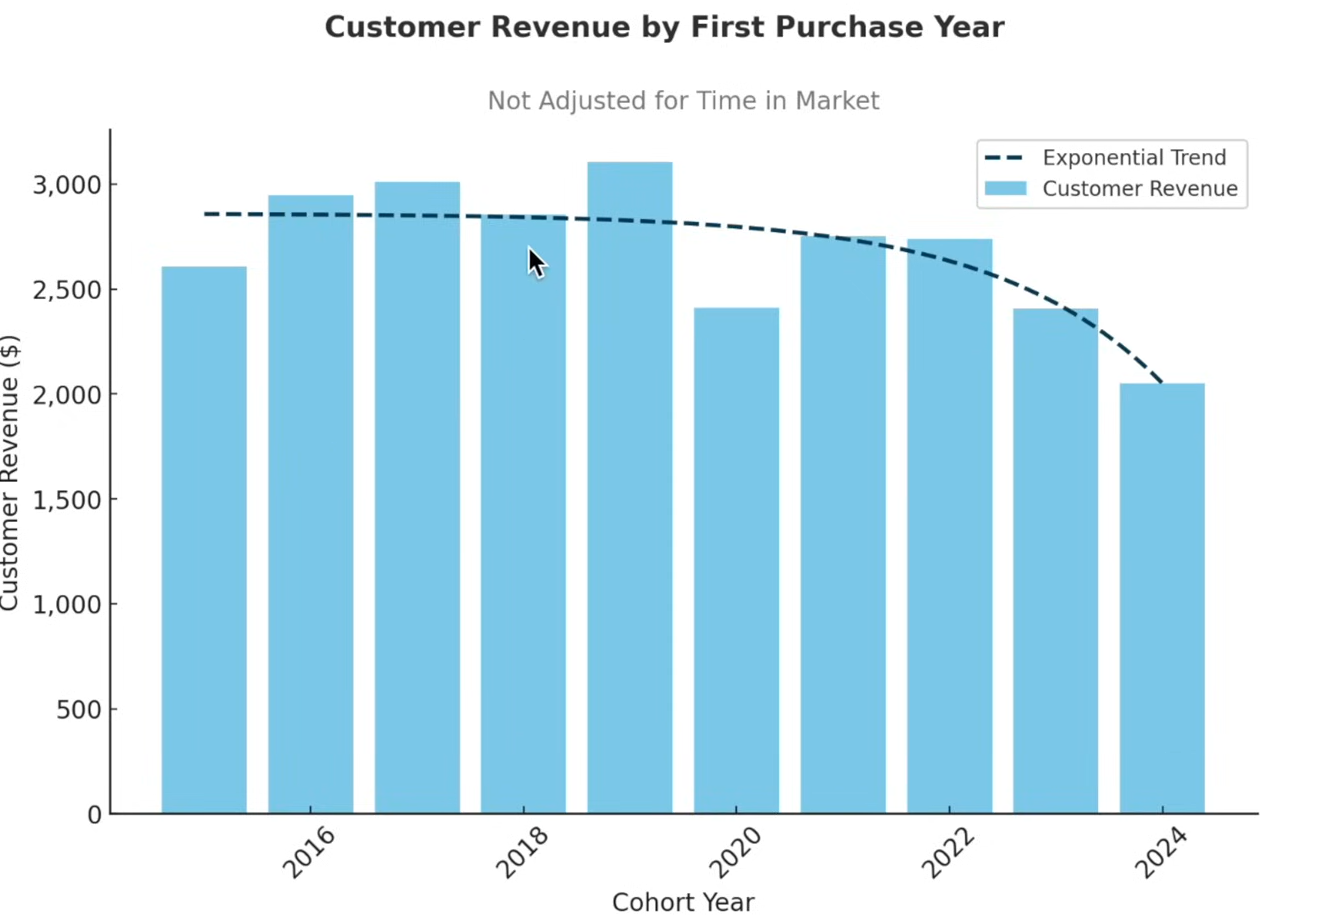 Customer Revenue by First Purchase Year
Not Adjusted for Time in Market
Exponential Trend
Customer Revenue
Customer Revenue ($)
3,000
2,500
2,000
1,500
1,000
500
0
2016
2018
2020
2022
2024
Cohort Year